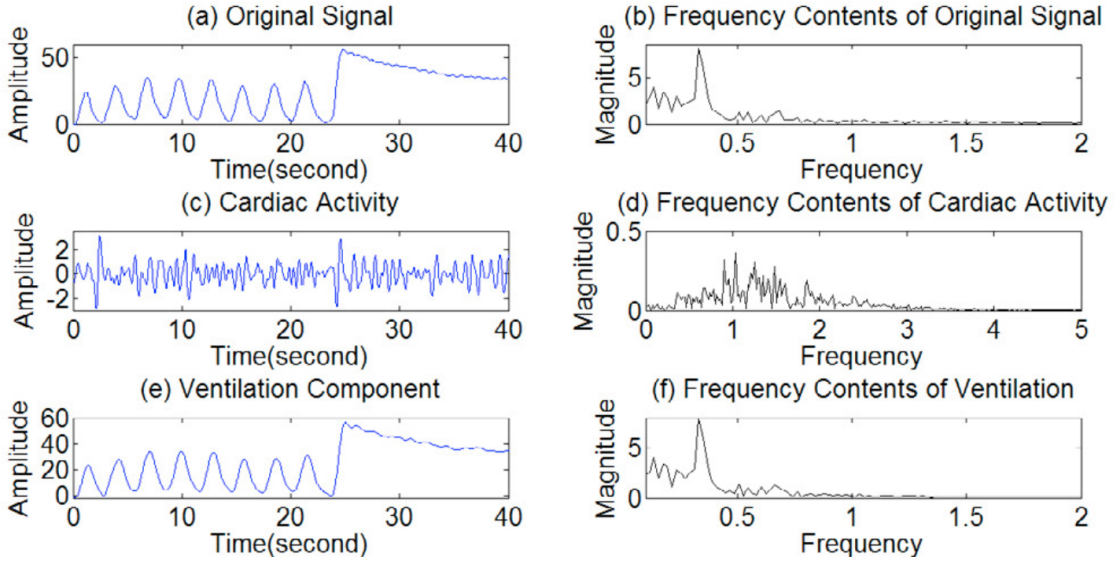 (a) Original Signal
Amplitude
50
0
0 10 20 30 40
Time(second)
(b) Frequency Contents of Original Signal
Magnitude
5
0
0.5 1 1.5 2
Frequency
(c) Cardiac Activity
Amplitude
2
0
-2
0 10 20 30 40
Time(second)
(d) Frequency Contents of Cardiac Activity
Magnitude
0.5
0
0 1 2 3 4 5
Frequency
(e) Ventilation Component
Amplitude
60
40
20
0
0 10 20 30 40
Time(second)
(f) Frequency Contents of Ventilation
Magnitude
5
0
0.5 1 1.5 2
Frequency